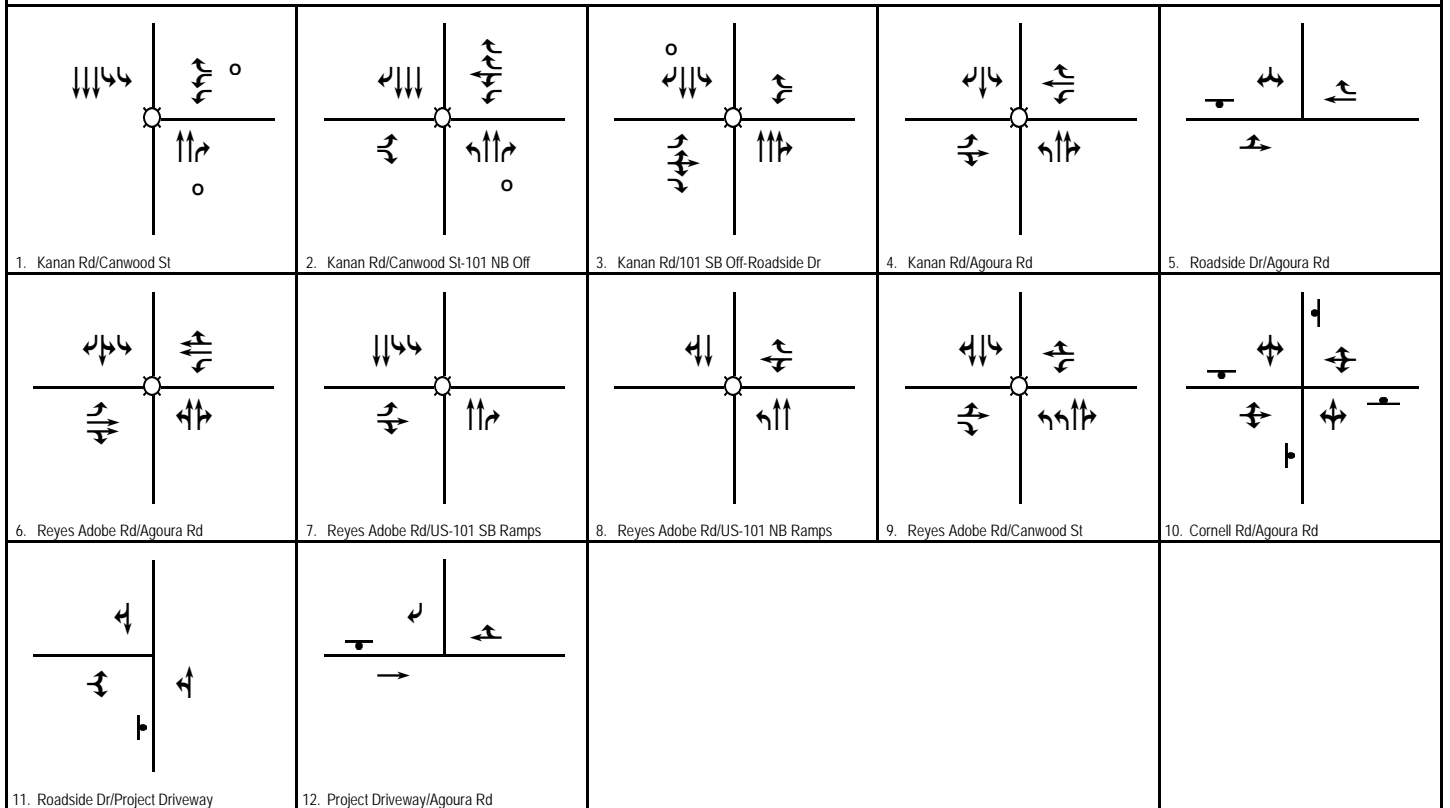 o
o
o
o
1. Kanan Rd/Canwood St
2. Kanan Rd/Canwood St-101 NB Off
3. Kanan Rd/101 SB Off-Roadside Dr
4. Kanan Rd/Agoura Rd
5. Roadside Dr/Agoura Rd
6. Reyes Adobe Rd/Agoura Rd
7. Reyes Adobe Rd/US-101 SB Ramps
8. Reyes Adobe Rd/US-101 NB Ramps
9. Reyes Adobe Rd/Canwood St
10. Cornell Rd/Agoura Rd
11. Roadside Dr/Project Driveway
12. Project Driveway/Agoura Rd